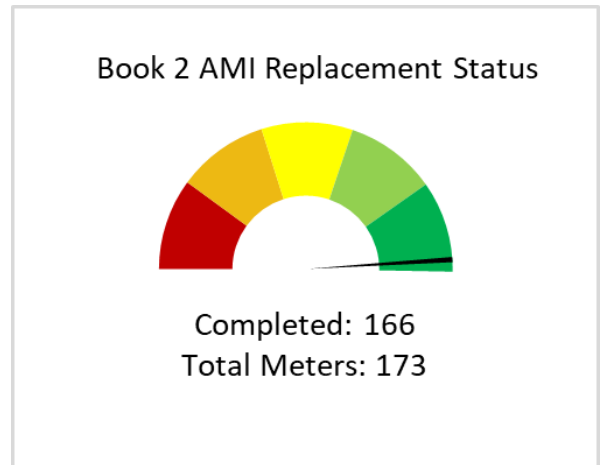 Book 2 AMI Replacement Status
Completed: 166
Total Meters: 173